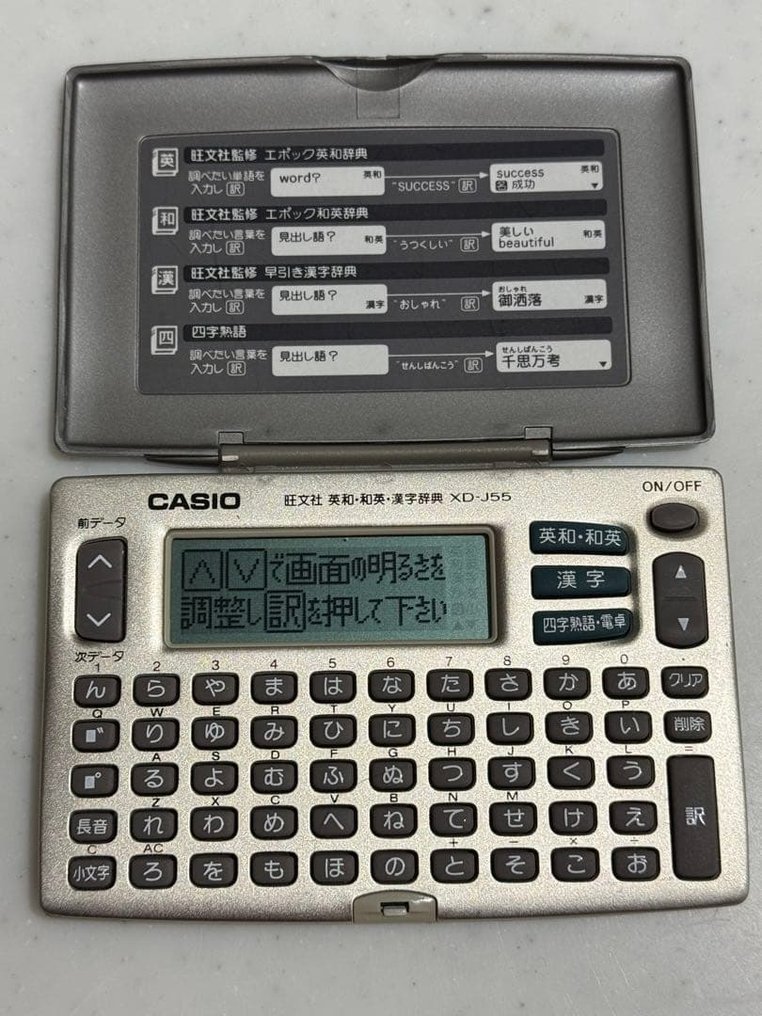 英 旺文社監修 エポック英和辞典
調べたい単語を
入力し 訳
word? 英和
"SUCCESS" 訳
success 英和
成功 ▼
和 旺文社監修 エポック和英辞典
調べたい言葉を
入力し 訳
見出し語? 和英
"うつくしい" 訳
美しい 和英
beautiful
漢 旺文社監修 早引き漢字辞典
調べたい言葉を
入力し 訳
見出し語? 漢字
"おしゃれ" 訳
おしゃれ
御洒落 漢字
四 四字熟語
調べたい言葉を
入力し 訳
見出し語?
"せんしばんこう" 訳
せんしばんこう
千思万考 ▼
CASIO 旺文社 英和・和英・漢字辞典 XD-J55
ON/OFF
前データ
∧
∨
次データ
∧ ∨ で画面の明るさを
調整し訳を押して下さい
英和・和英
漢字
四字熟語・電卓
▲
▼
1 2 3 4 5 6 7 8 9 0 .
ん ら や ま は な た さ か あ クリア
Q W E R T Y U I O P
゛ り ゆ み ひ に ち し き い 削除
A S D F G H J K L =
゜ る よ む ふ ぬ つ す く う
Z X C V B N M
長音 れ わ め へ ね て せ け え 訳
C AC + - × ÷
小文字 ろ を も ほ の と そ こ お